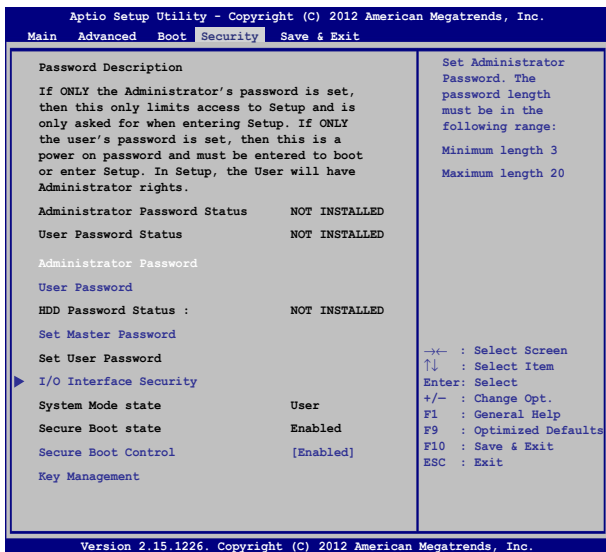 Aptio Setup Utility - Copyright (C) 2012 American Megatrends, Inc.
Main Advanced Boot Security Save & Exit
Password Description
If ONLY the Administrator's password is set,
then this only limits access to Setup and is
only asked for when entering Setup. If ONLY
the user's password is set, then this is a
power on password and must be entered to boot
or enter Setup. In Setup, the User will have
Administrator rights.
Administrator Password Status NOT INSTALLED
User Password Status NOT INSTALLED
Administrator Password
User Password
HDD Password Status : NOT INSTALLED
Set Master Password
Set User Password
I/O Interface Security
System Mode state User
Secure Boot state Enabled
Secure Boot Control [Enabled]
Key Management
Set Administrator
Password. The
password length
must be in the
following range:
Minimum length 3
Maximum length 20
→← : Select Screen
↑↓ : Select Item
Enter: Select
+/− : Change Opt.
F1 : General Help
F9 : Optimized Defaults
F10 : Save & Exit
ESC : Exit
Version 2.15.1226. Copyright (C) 2012 American Megatrends, Inc.